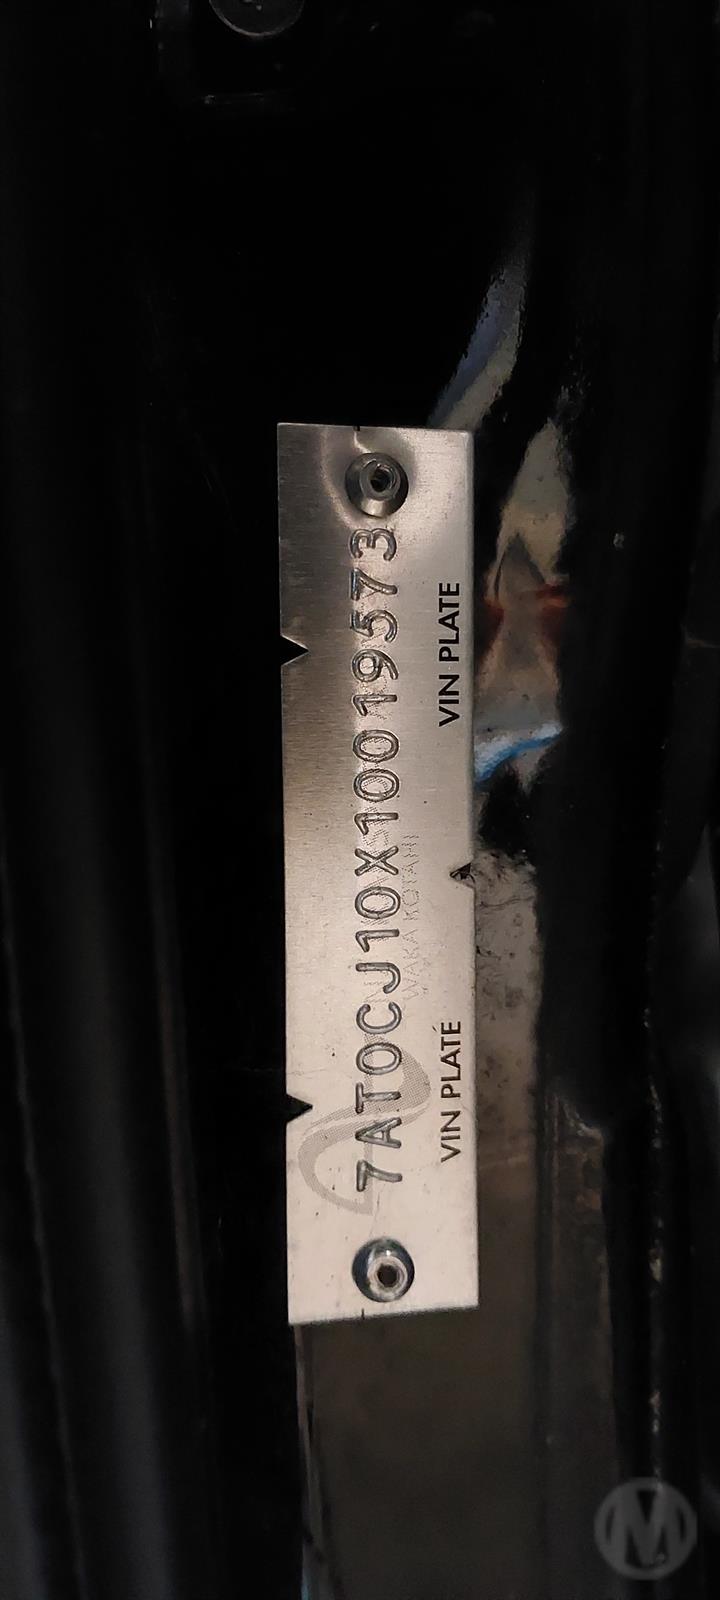 7AT0CJ10X10019573
WAKA KOTAHI
VIN PLATE VIN PLATE
M